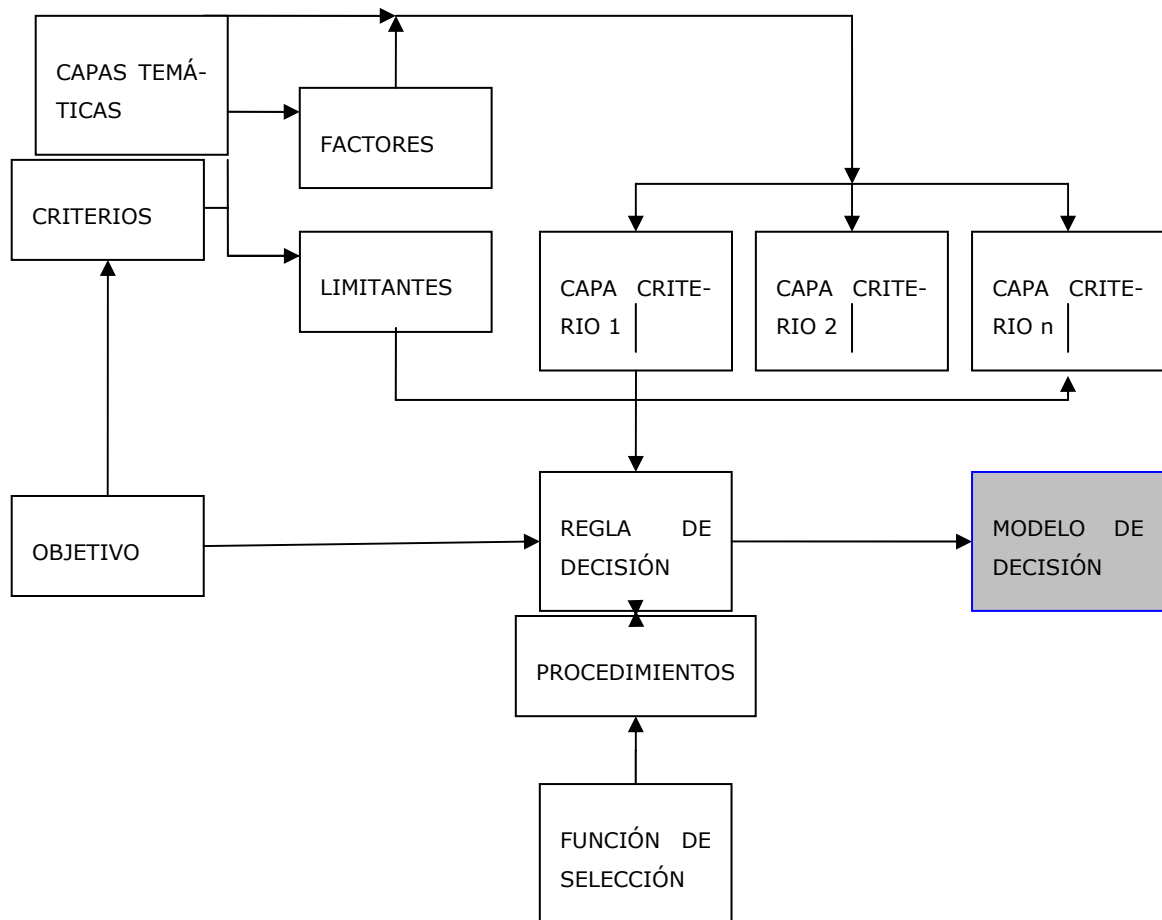 CAPAS TEMÁ-
TICAS
FACTORES
CRITERIOS
LIMITANTES
CAPA CRITE-
RIO 1
CAPA CRITE-
RIO 2
CAPA CRITE-
RIO n
OBJETIVO
REGLA DE
DECISIÓN
MODELO DE
DECISIÓN
PROCEDIMIENTOS
FUNCIÓN DE
SELECCIÓN